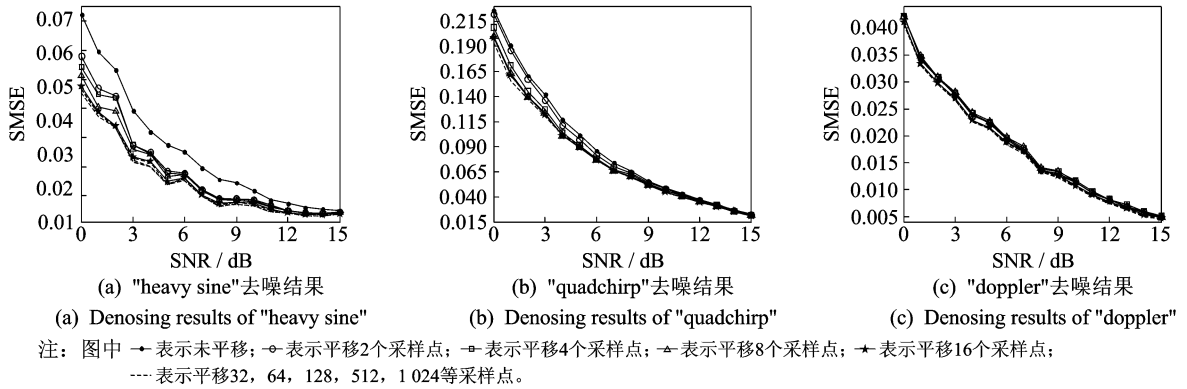 SMSE
0.07
0.06
0.05
0.04
0.03
0.02
0.01
0 3 6 9 12 15
SNR / dB
(a) "heavy sine"去噪结果
(a) Denosing results of "heavy sine"
SMSE
0.215
0.190
0.165
0.140
0.115
0.090
0.065
0.040
0.015
0 3 6 9 12 15
SNR / dB
(b) "quadchirp"去噪结果
(b) Denosing results of "quadchirp"
SMSE
0.040
0.035
0.030
0.025
0.020
0.015
0.010
0.005
0 3 6 9 12 15
SNR / dB
(c) "doppler"去噪结果
(c) Denosing results of "doppler"
注：图中 表示未平移； 表示平移2个采样点； 表示平移4个采样点； 表示平移8个采样点； 表示平移16个采样点；
表示平移32，64，128，512，1 024等采样点。